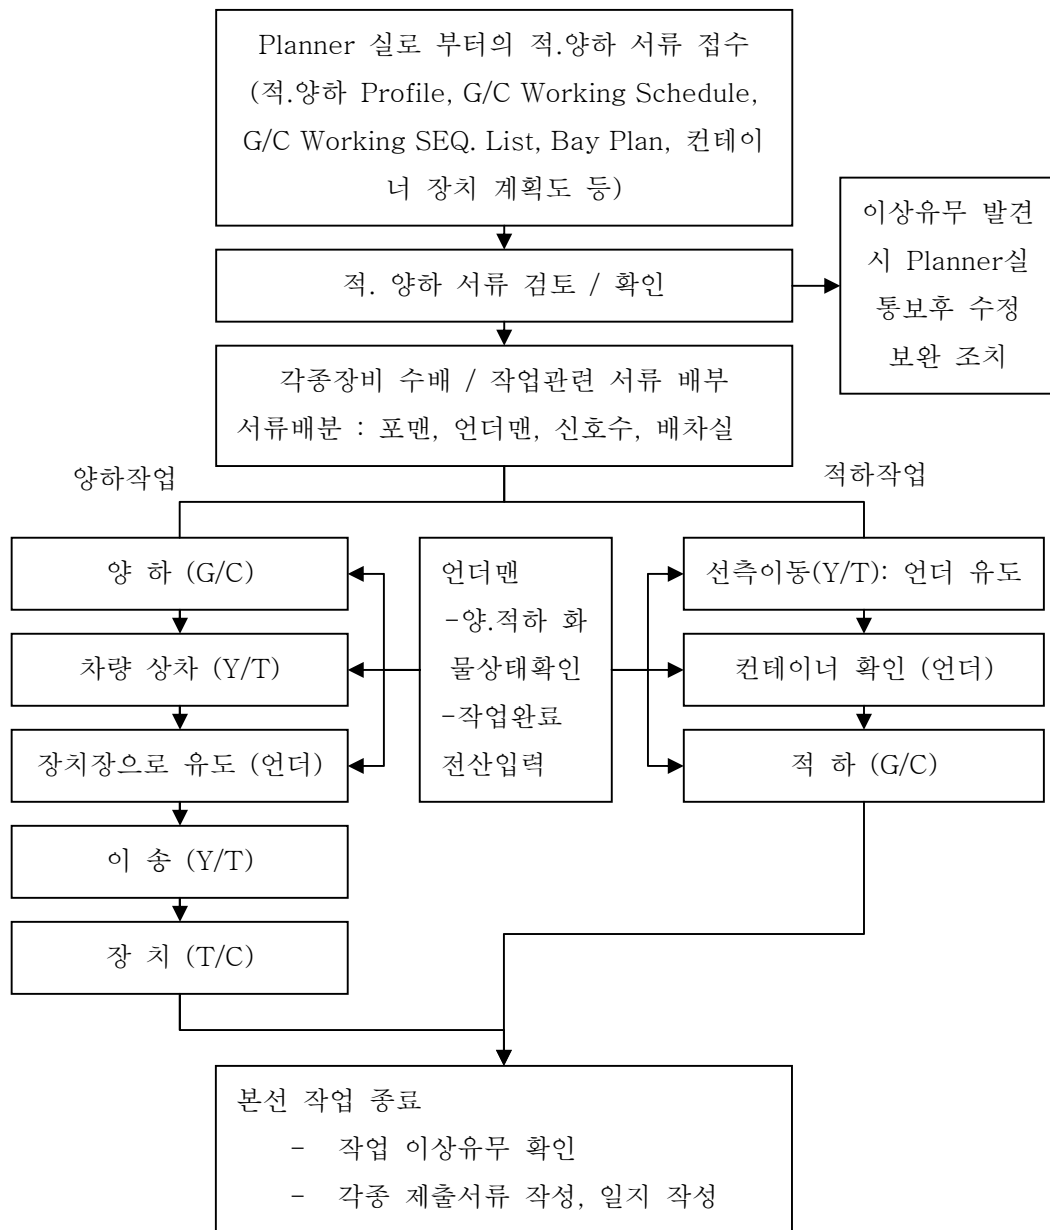 Planner 실로 부터의 적.양하 서류 접수
(적.양하 Profile, G/C Working Schedule,
G/C Working SEQ. List, Bay Plan, 컨테이
너 장치 계획도 등)
이상유무 발견
시 Planner실
통보후 수정
보완 조치
적. 양하 서류 검토 / 확인
각종장비 수배 / 작업관련 서류 배부
서류배분 : 포맨, 언더맨, 신호수, 배차실
양하작업
적하작업
양 하 (G/C)
차량 상차 (Y/T)
장치장으로 유도 (언더)
이 송 (Y/T)
장 치 (T/C)
언더맨
-양.적하 화
물상태확인
-작업완료
전산입력
선측이동(Y/T): 언더 유도
컨테이너 확인 (언더)
적 하 (G/C)
본선 작업 종료
- 작업 이상유무 확인
- 각종 제출서류 작성, 일지 작성